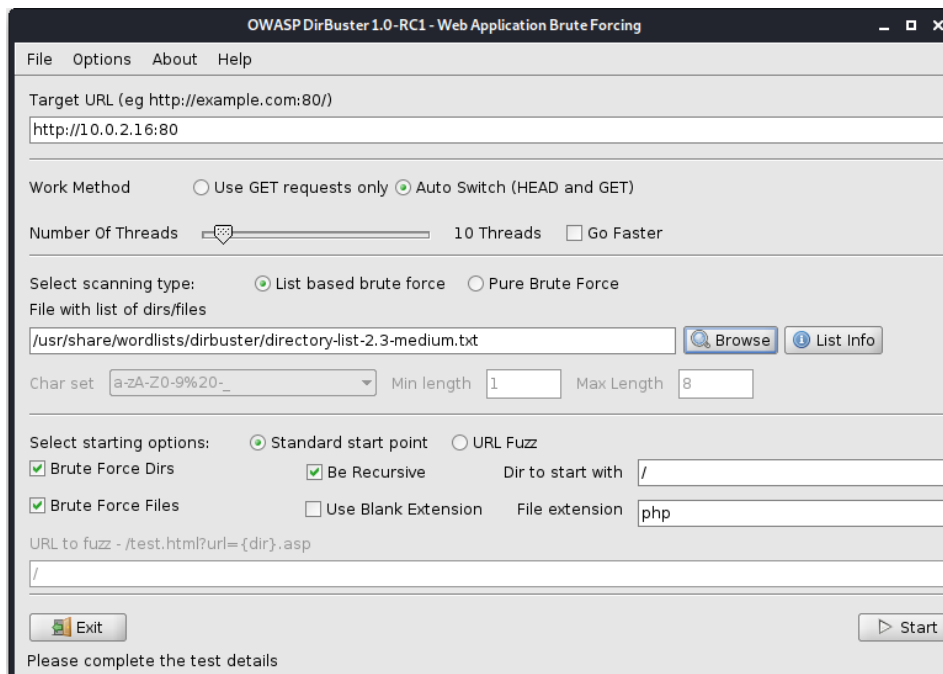 OWASP DirBuster 1.0-RC1 - Web Application Brute Forcing
File Options About Help
Target URL (eg http://example.com:80/)
http://10.0.2.16:80
Work Method Use GET requests only Auto Switch (HEAD and GET)
Number Of Threads 10 Threads Go Faster
Select scanning type: List based brute force Pure Brute Force
File with list of dirs/files
/usr/share/wordlists/dirbuster/directory-list-2.3-medium.txt Browse List Info
Char set a-zA-Z0-9%20-_ Min length 1 Max Length 8
Select starting options: Standard start point URL Fuzz
Brute Force Dirs Be Recursive Dir to start with /
Brute Force Files Use Blank Extension File extension php
URL to fuzz - /test.html?url={dir}.asp
/
Exit Start
Please complete the test details